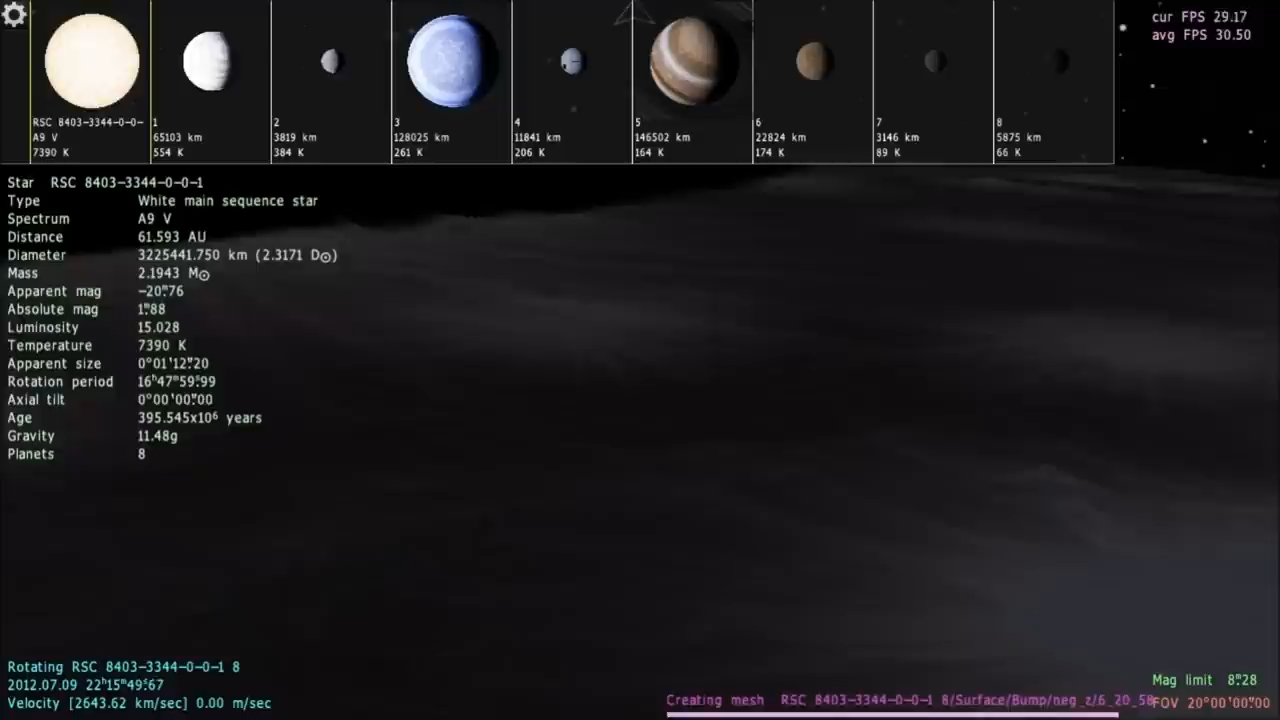 cur FPS 29.17
avg FPS 30.50
RSC 8403-3344-0-0-
A9 V
7390 K
1
65103 km
554 K
2
3819 km
384 K
3
128025 km
261 K
4
11841 km
206 K
5
146502 km
164 K
6
22824 km
174 K
7
3146 km
89 K
8
5875 km
66 K
Star RSC 8403-3344-0-0-1
Type White main sequence star
Spectrum A9 V
Distance 61.593 AU
Diameter 3225441.750 km (2.3171 D☉)
Mass 2.1943 M☉
Apparent mag -20ᵐ.76
Absolute mag 1ᵐ.88
Luminosity 15.028
Temperature 7390 K
Apparent size 0°01'12".20
Rotation period 16ʰ47ᵐ59ˢ.99
Axial tilt 0°00'00".00
Age 395.545x10⁶ years
Gravity 11.48g
Planets 8
Rotating RSC 8403-3344-0-0-1 8
2012.07.09 22ʰ15ᵐ49ˢ.67
Velocity [2643.62 km/sec] 0.00 m/sec
Creating mesh RSC 8403-3344-0-0-1 8/Surface/Bump/neg_z/6_20_58
Mag limit 8ᵐ.28
FOV 20°00'00".00